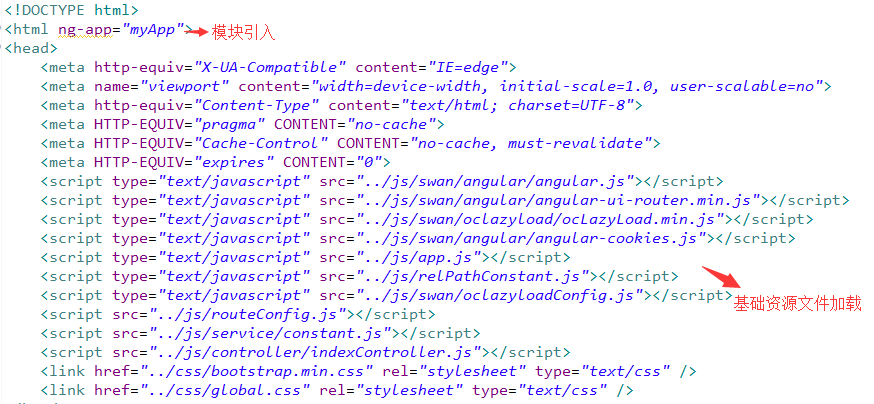 <!DOCTYPE html>
<html ng-app="myApp"> 模块引入
<head>
<meta http-equiv="X-UA-Compatible" content="IE=edge">
<meta name="viewport" content="width=device-width, initial-scale=1.0, user-scalable=no">
<meta http-equiv="Content-Type" content="text/html; charset=UTF-8">
<meta HTTP-EQUIV="pragma" CONTENT="no-cache">
<meta HTTP-EQUIV="Cache-Control" CONTENT="no-cache, must-revalidate">
<meta HTTP-EQUIV="expires" CONTENT="0">
<script type="text/javascript" src="../js/swan/angular/angular.js"></script>
<script type="text/javascript" src="../js/swan/angular/angular-ui-router.min.js"></script>
<script type="text/javascript" src="../js/swan/oclazyload/ocLazyLoad.min.js"></script>
<script type="text/javascript" src="../js/swan/angular/angular-cookies.js"></script>
<script type="text/javascript" src="../js/app.js"></script>
<script type="text/javascript" src="../js/relPathConstant.js"></script>
<script type="text/javascript" src="../js/swan/oclazyloadConfig.js"></script> 基础资源文件加载
<script src="../js/routeConfig.js"></script>
<script src="../js/service/constant.js"></script>
<script src="../js/controller/indexController.js"></script>
<link href="../css/bootstrap.min.css" rel="stylesheet" type="text/css" />
<link href="../css/global.css" rel="stylesheet" type="text/css" />